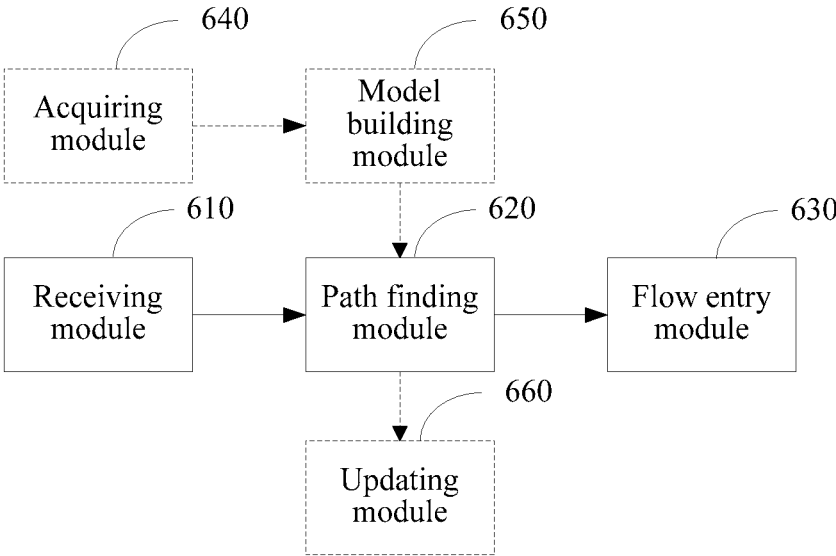 640
650
Acquiring
module
Model
building
module
610
620
630
Receiving
module
Path finding
module
Flow entry
module
660
Updating
module